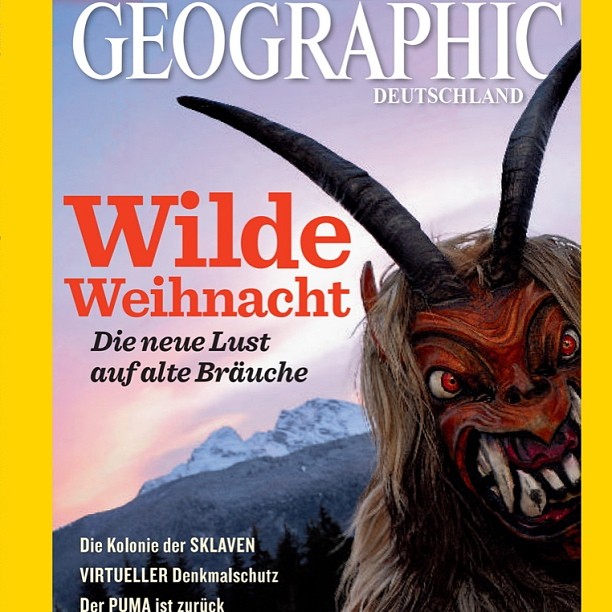 GEOGRAPHIC
DEUTSCHLAND
Wilde
Weihnacht
Die neue Lust
auf alte Bräuche
Die Kolonie der SKLAVEN
VIRTUELLER Denkmalschutz
Der PUMA ist zurück